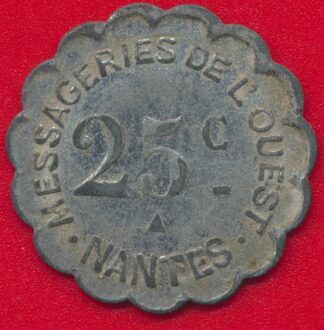 MESSAGERIES DE L'OUEST
25 C
· NANTES ·